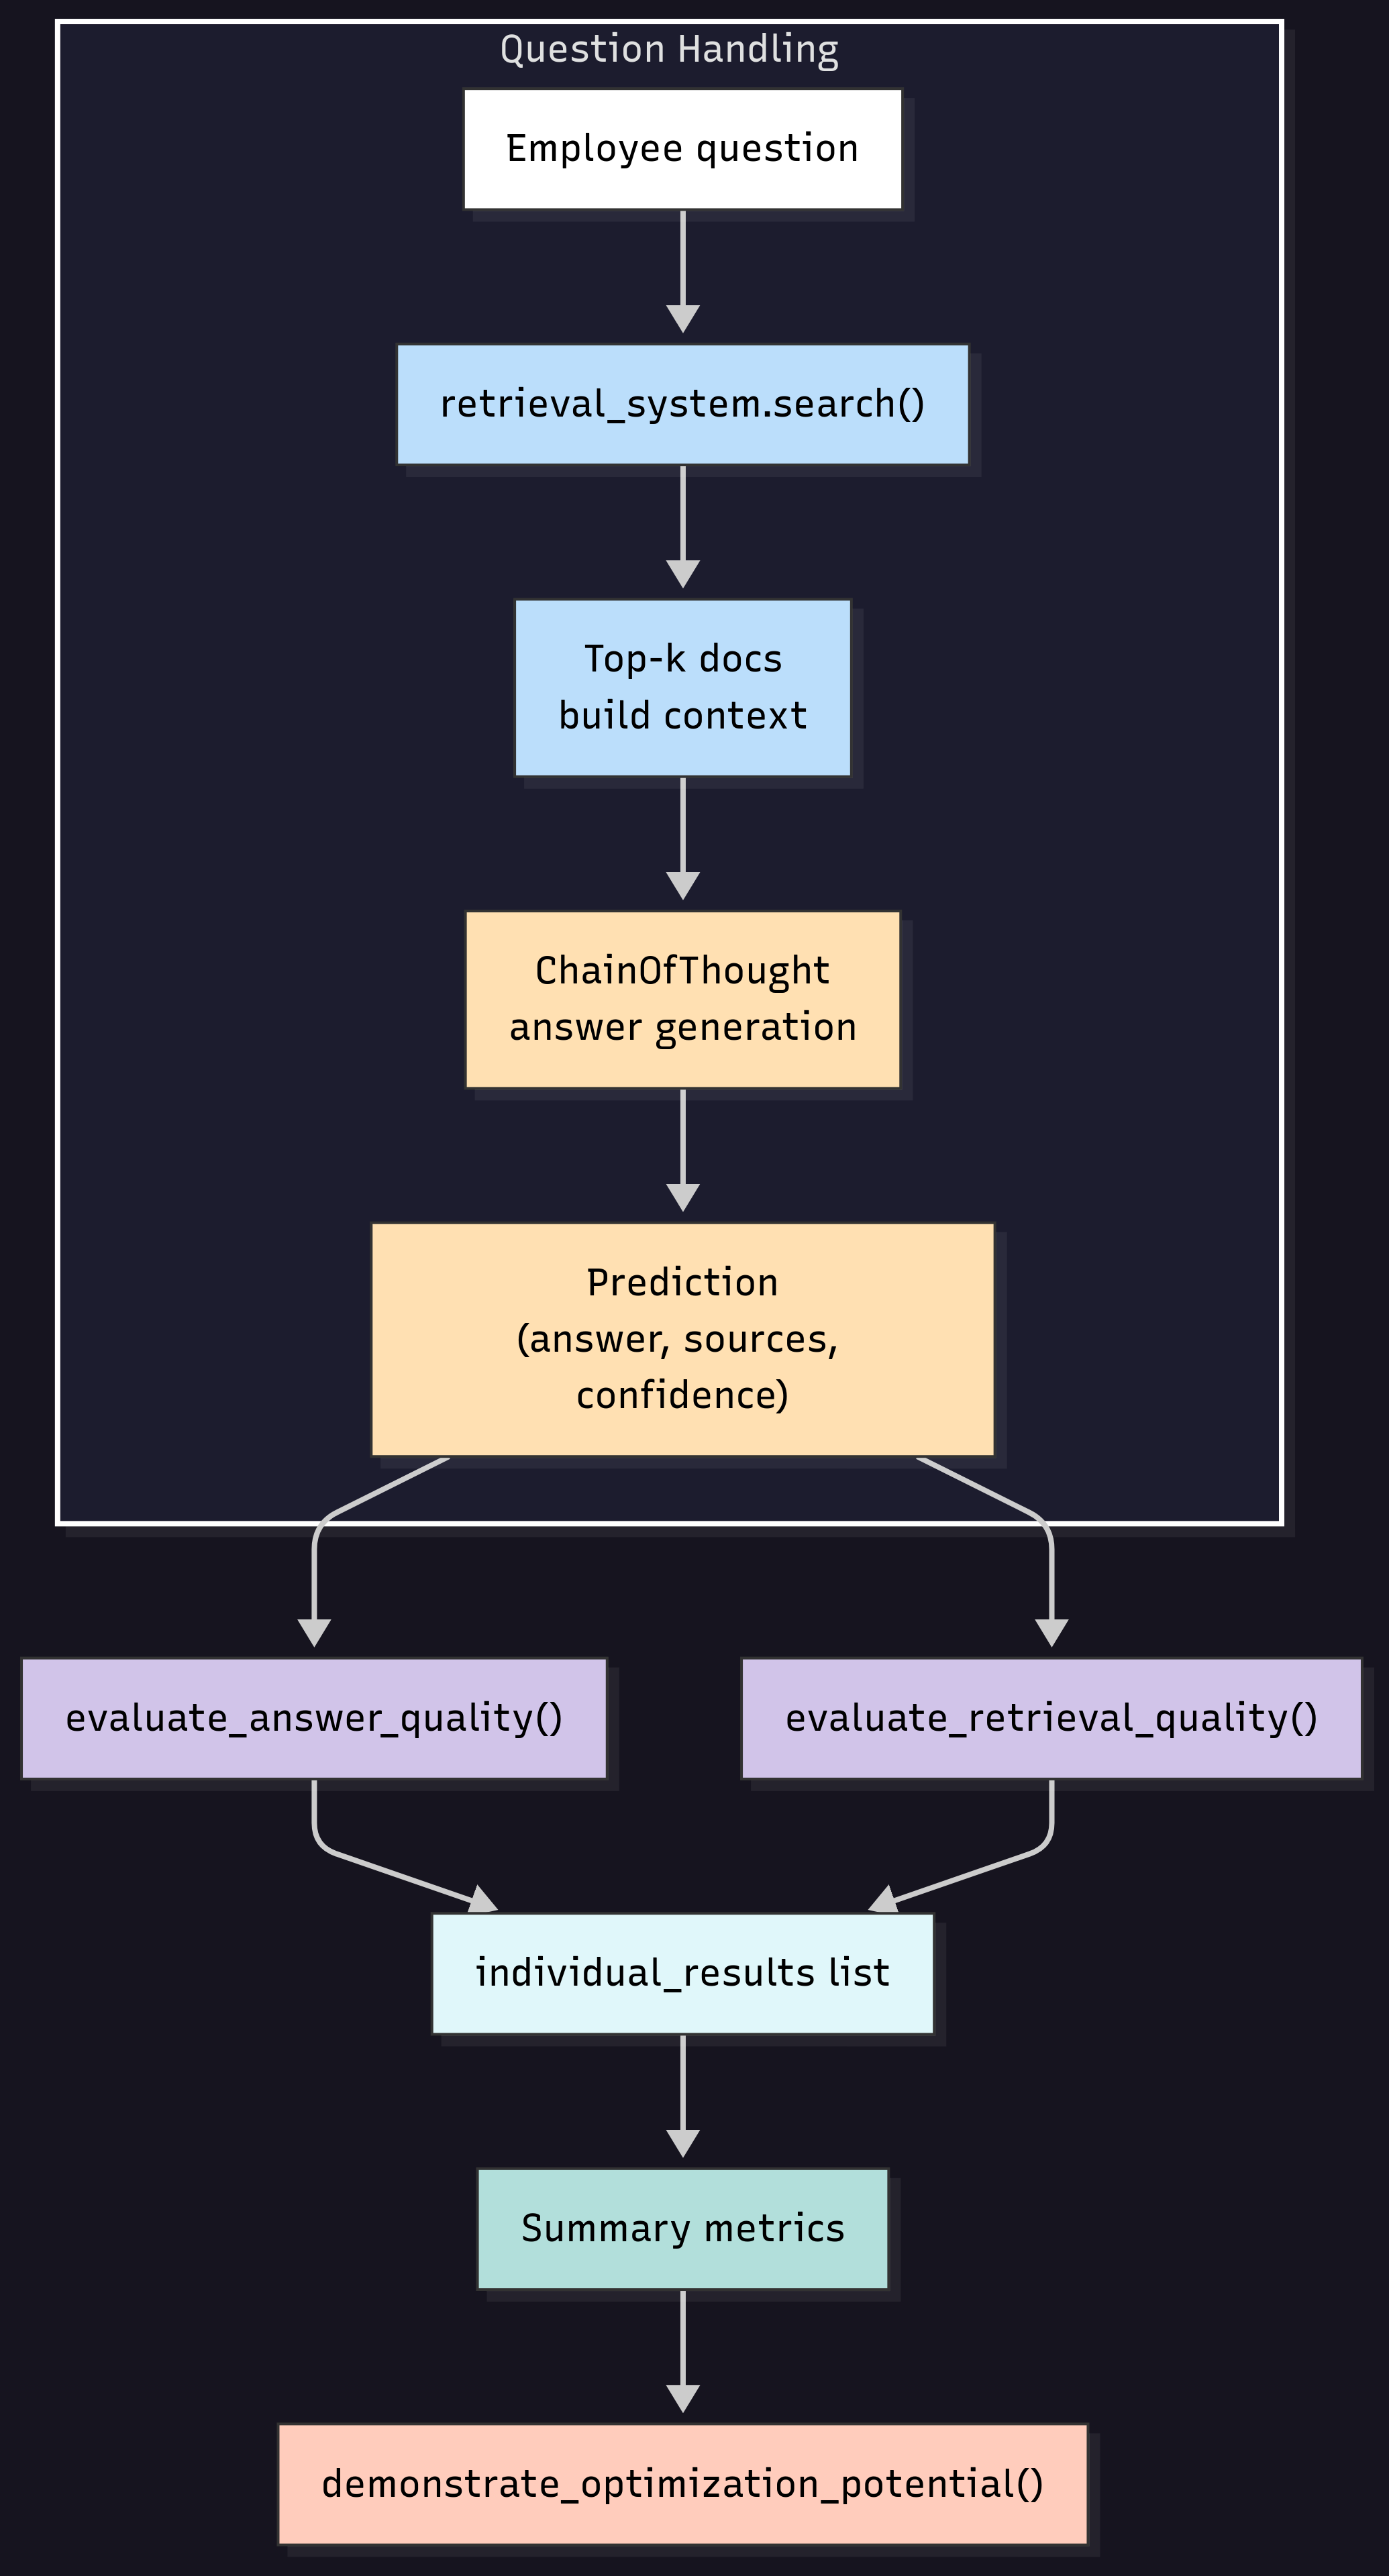 Question Handling
Employee question
retrieval_system.search()
Top-k docs
build context
ChainOfThought
answer generation
Prediction
(answer, sources,
confidence)
evaluate_answer_quality()
evaluate_retrieval_quality()
individual_results list
Summary metrics
demonstrate_optimization_potential()